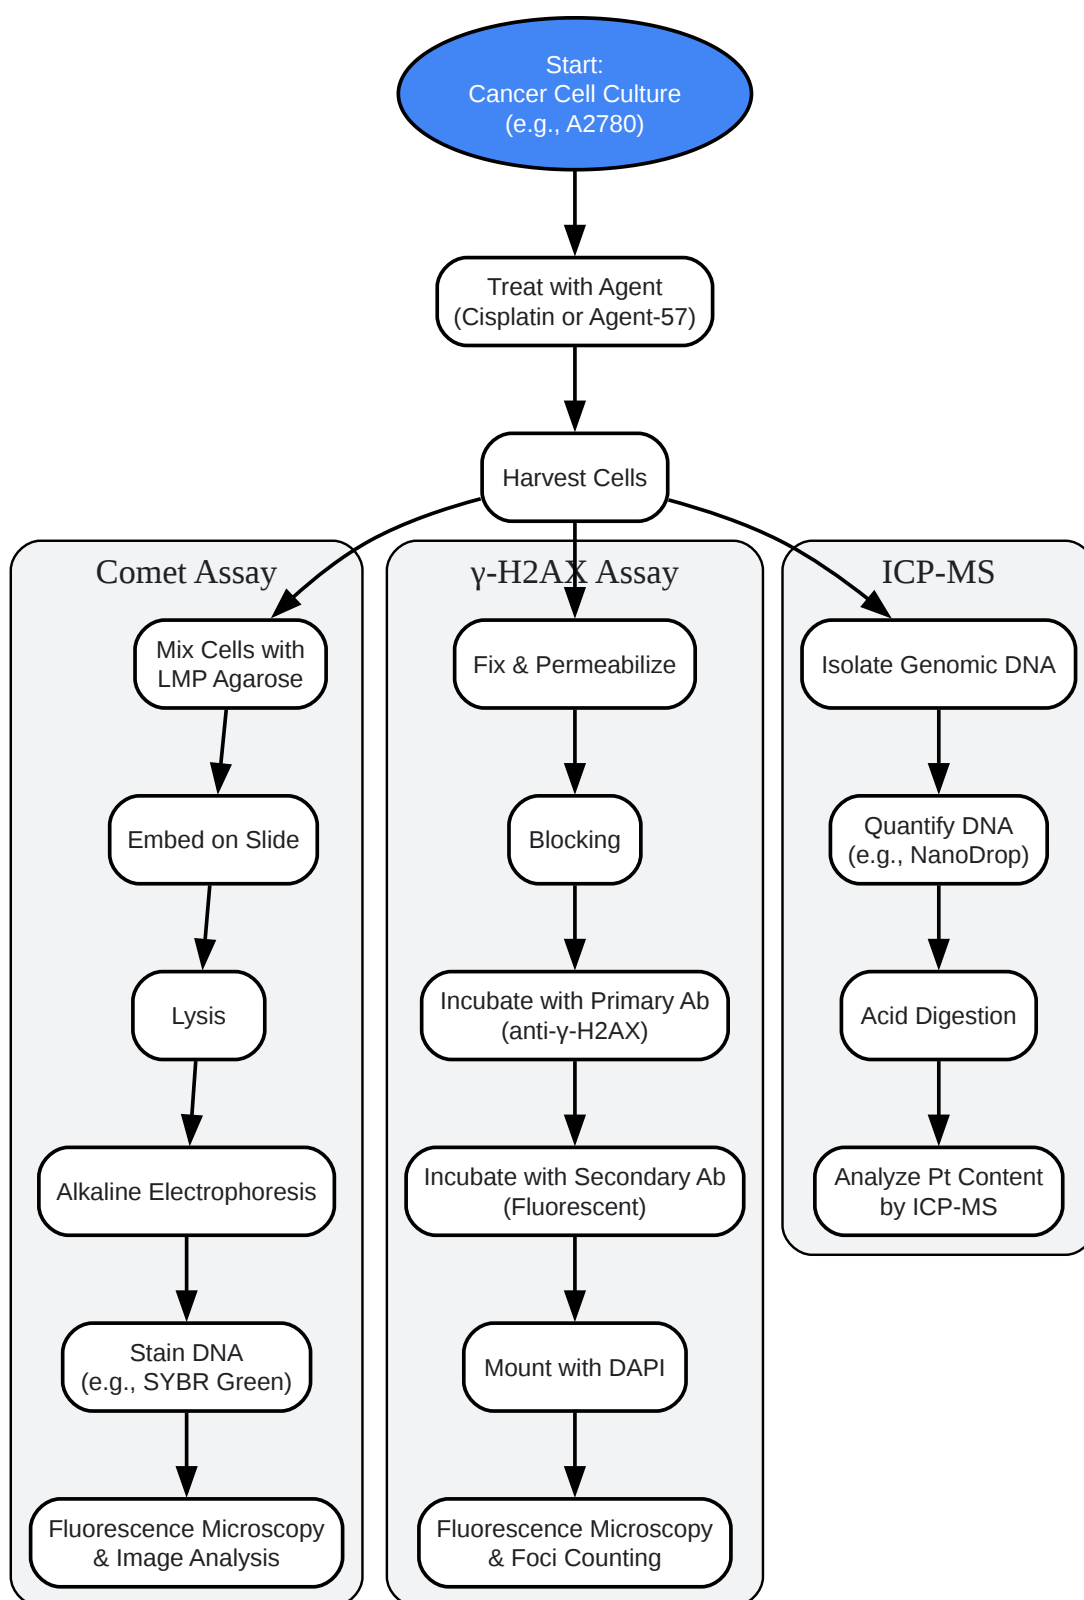 Start:
Cancer Cell Culture
(e.g., A2780)
Treat with Agent
(Cisplatin or Agent-57)
Harvest Cells
Comet Assay
Mix Cells with
LMP Agarose
Embed on Slide
Lysis
Alkaline Electrophoresis
Stain DNA
(e.g., SYBR Green)
Fluorescence Microscopy
& Image Analysis
γ-H2AX Assay
Fix & Permeabilize
Blocking
Incubate with Primary Ab
(anti-γ-H2AX)
Incubate with Secondary Ab
(Fluorescent)
Mount with DAPI
Fluorescence Microscopy
& Foci Counting
ICP-MS
Isolate Genomic DNA
Quantify DNA
(e.g., NanoDrop)
Acid Digestion
Analyze Pt Content
by ICP-MS